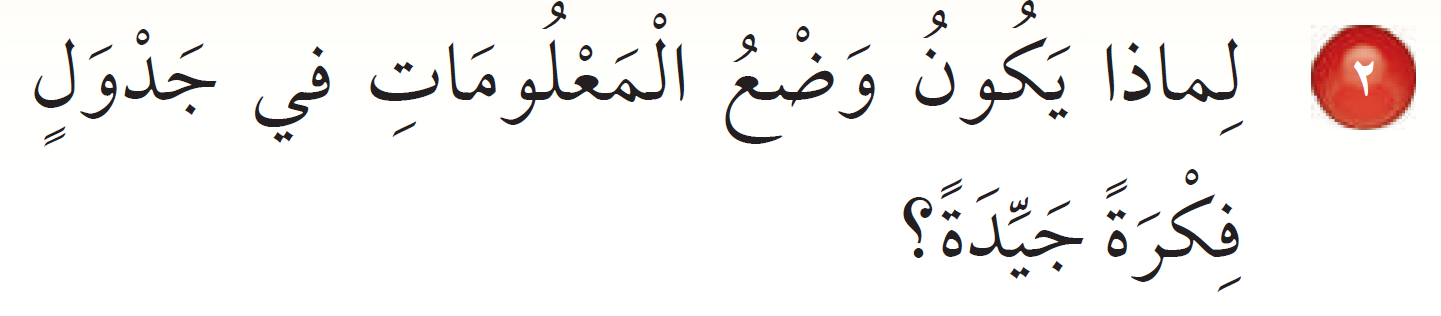 ٢ لِماذا يَكُونُ وَضْعُ الْمَعْلُومَاتِ في جَدْوَلٍ
فِكْرَةً جَيِّدَةً؟